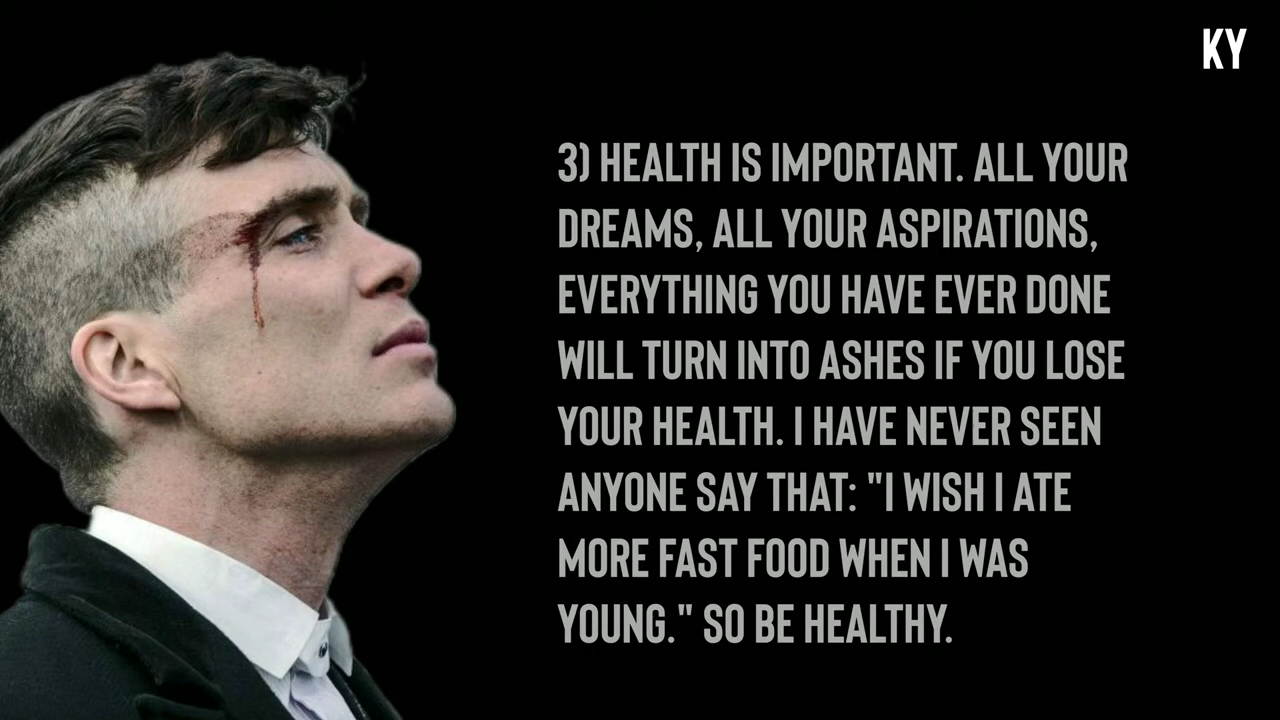 KY
3) HEALTH IS IMPORTANT. ALL YOUR
DREAMS, ALL YOUR ASPIRATIONS,
EVERYTHING YOU HAVE EVER DONE
WILL TURN INTO ASHES IF YOU LOSE
YOUR HEALTH. I HAVE NEVER SEEN
ANYONE SAY THAT: "I WISH I ATE
MORE FAST FOOD WHEN I WAS
YOUNG." SO BE HEALTHY.